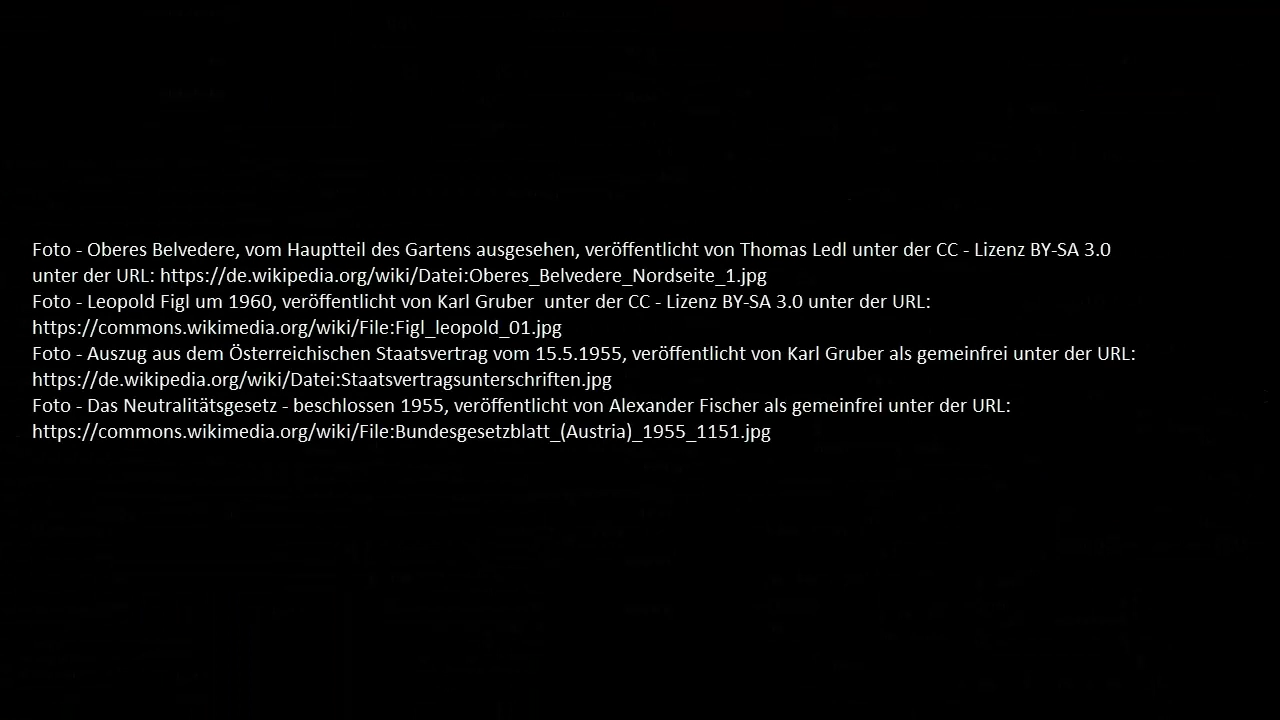 Foto - Oberes Belvedere, vom Hauptteil des Gartens ausgesehen, veröffentlicht von Thomas Ledl unter der CC - Lizenz BY-SA 3.0
unter der URL: https://de.wikipedia.org/wiki/Datei:Oberes_Belvedere_Nordseite_1.jpg
Foto - Leopold Figl um 1960, veröffentlicht von Karl Gruber  unter der CC - Lizenz BY-SA 3.0 unter der URL:
https://commons.wikimedia.org/wiki/File:Figl_leopold_01.jpg
Foto - Auszug aus dem Österreichischen Staatsvertrag vom 15.5.1955, veröffentlicht von Karl Gruber als gemeinfrei unter der URL:
https://de.wikipedia.org/wiki/Datei:Staatsvertragsunterschriften.jpg
Foto - Das Neutralitätsgesetz - beschlossen 1955, veröffentlicht von Alexander Fischer als gemeinfrei unter der URL:
https://commons.wikimedia.org/wiki/File:Bundesgesetzblatt_(Austria)_1955_1151.jpg